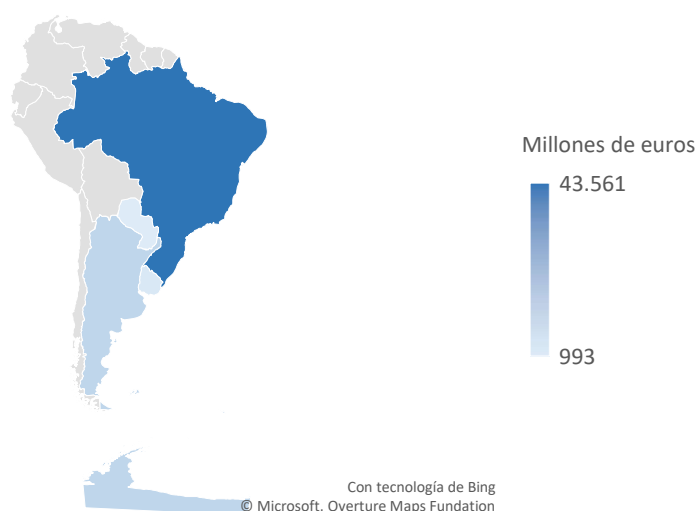 Millones de euros
43.561
993
Con tecnología de Bing
© Microsoft, Overture Maps Fundation